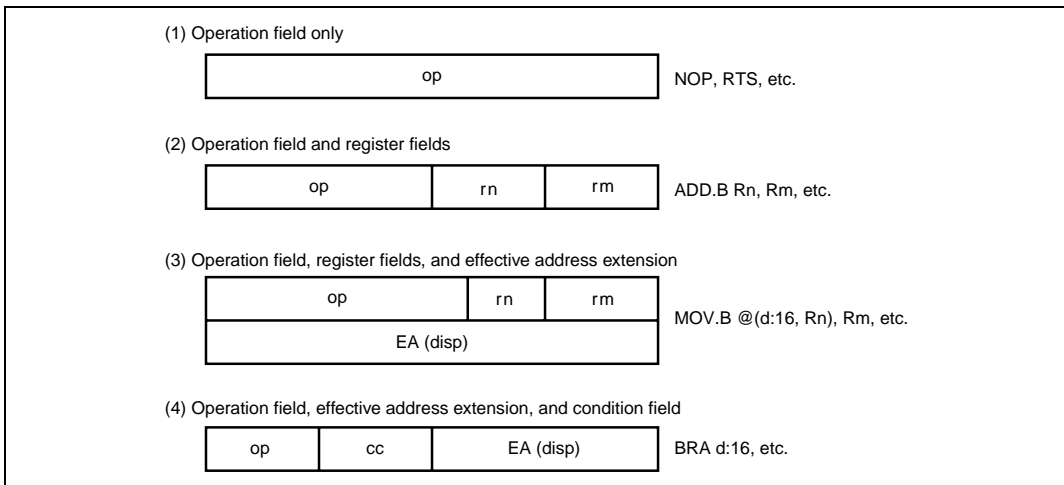 (1) Operation field only
op
NOP, RTS, etc.
(2) Operation field and register fields
op rn rm
ADD.B Rn, Rm, etc.
(3) Operation field, register fields, and effective address extension
op rn rm
EA (disp)
MOV.B @(d:16, Rn), Rm, etc.
(4) Operation field, effective address extension, and condition field
op cc EA (disp)
BRA d:16, etc.